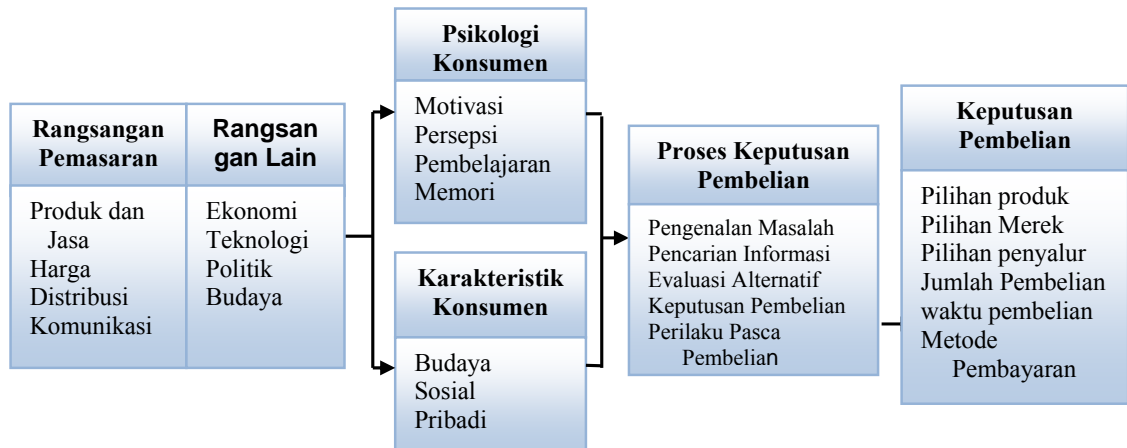 Rangsangan
Pemasaran
Produk dan
Jasa
Harga
Distribusi
Komunikasi
Rangsan
gan Lain
Ekonomi
Teknologi
Politik
Budaya
Psikologi
Konsumen
Motivasi
Persepsi
Pembelajaran
Memori
Karakteristik
Konsumen
Budaya
Sosial
Pribadi
Proses Keputusan
Pembelian
Pengenalan Masalah
Pencarian Informasi
Evaluasi Alternatif
Keputusan Pembelian
Perilaku Pasca
Pembelian
Keputusan
Pembelian
Pilihan produk
Pilihan Merek
Pilihan penyalur
Jumlah Pembelian
waktu pembelian
Metode
Pembayaran